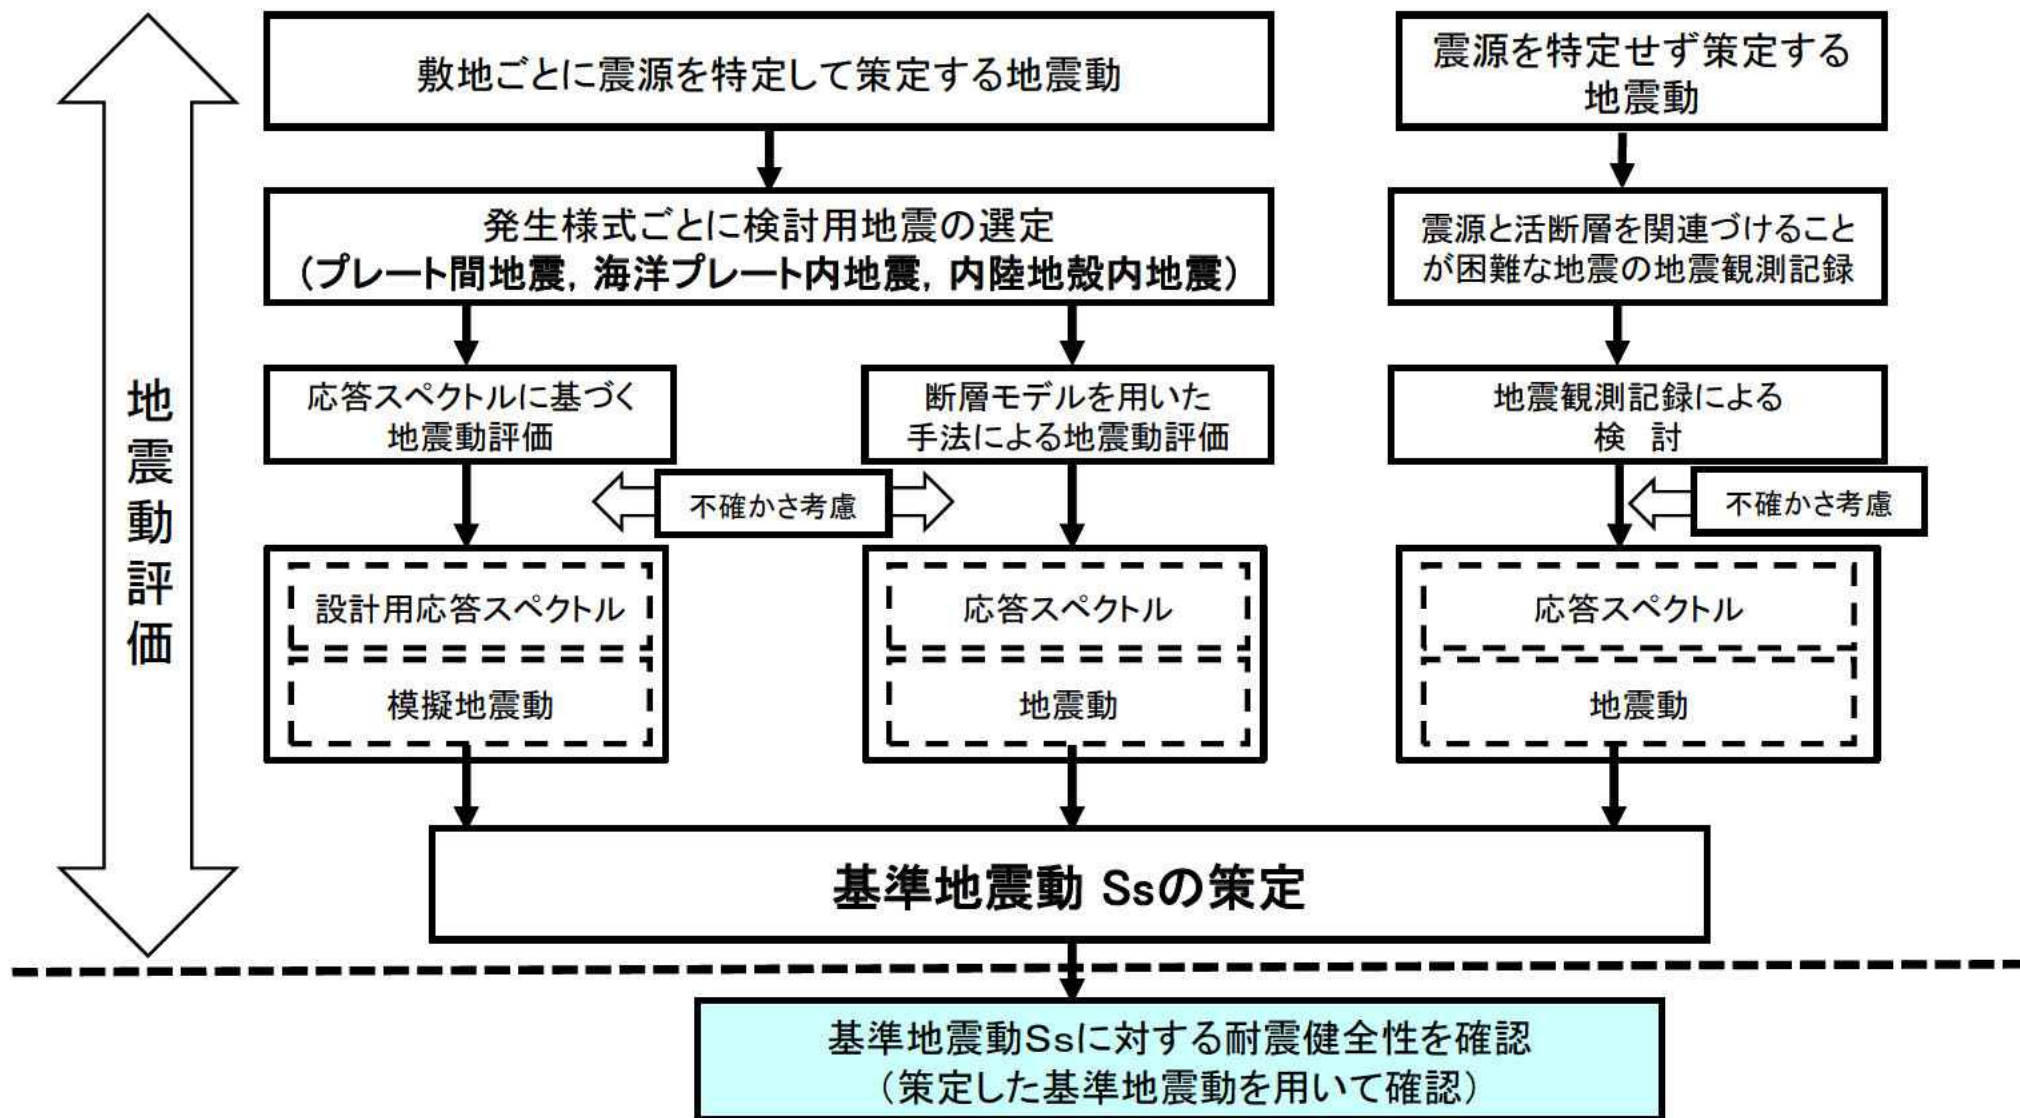 敷地ごとに震源を特定して策定する地震動
震源を特定せず策定する
地震動
発生様式ごとに検討用地震の選定
（プレート間地震，海洋プレート内地震，内陸地殻内地震）
震源と活断層を関連づけること
が困難な地震の地震観測記録
地震動評価
応答スペクトルに基づく
地震動評価
断層モデルを用いた
手法による地震動評価
地震観測記録による
検　討
不確かさ考慮
不確かさ考慮
設計用応答スペクトル
模擬地震動
応答スペクトル
地震動
応答スペクトル
地震動
基準地震動 Ssの策定
基準地震動Ｓｓに対する耐震健全性を確認
（策定した基準地震動を用いて確認）